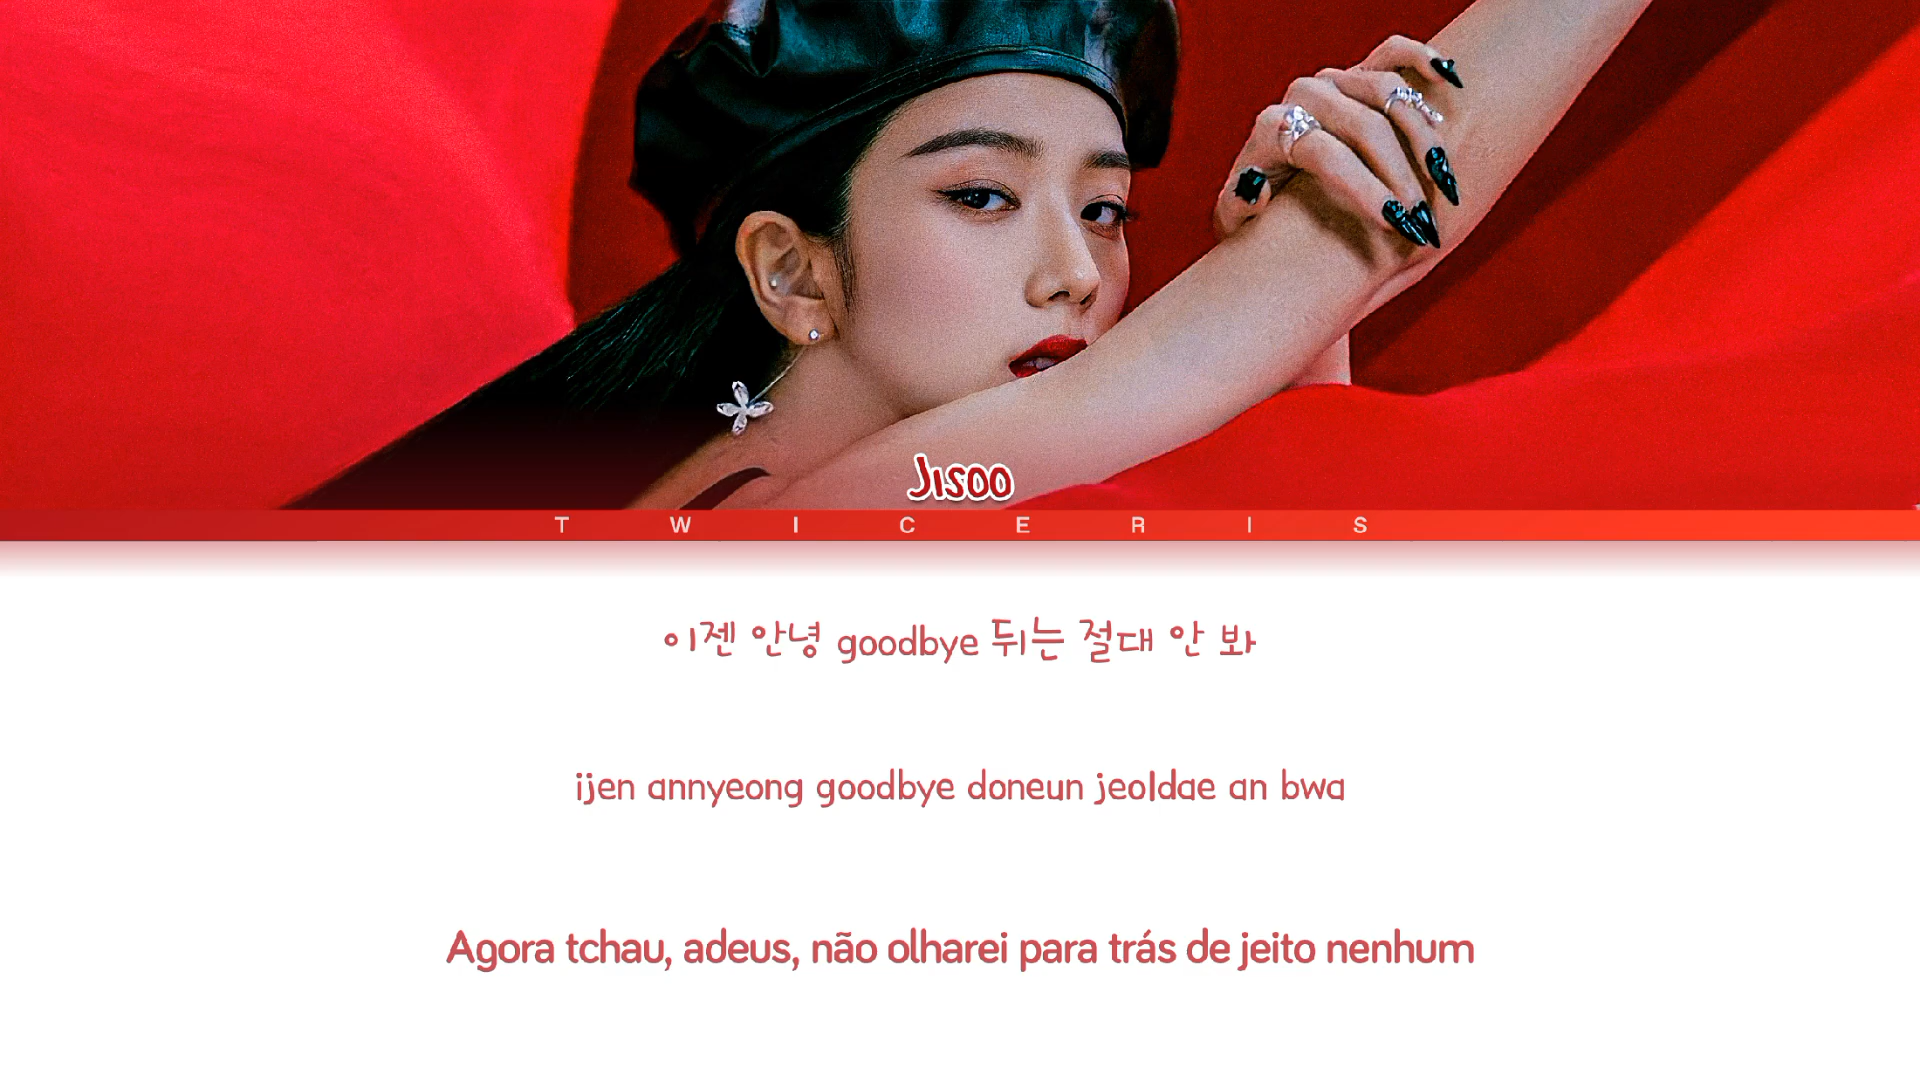 Jisoo
TWICERIS
이젠 안녕 goodbye 뒤는 절대 안 봐
ijen annyeong goodbye doneun jeoldae an bwa
Agora tchau, adeus, não olharei para trás de jeito nenhum